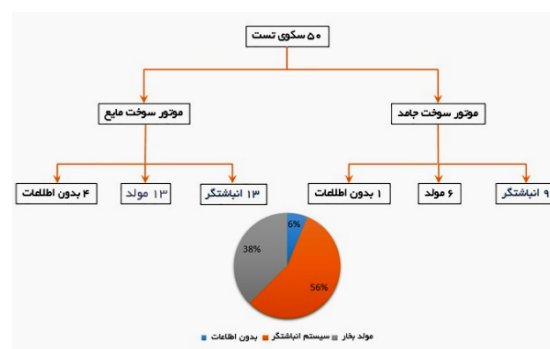 ۵۰ سکوی تست
موتور سوخت جامد
موتور سوخت مایع
۹ انباشتگر
۶ مولد
۱ بدون اطلاعات
۱۳ انباشتگر
۱۳ مولد
۴ بدون اطلاعات
6%
38%
56%
مولد بخار
سیستم انباشتگر
بدون اطلاعات